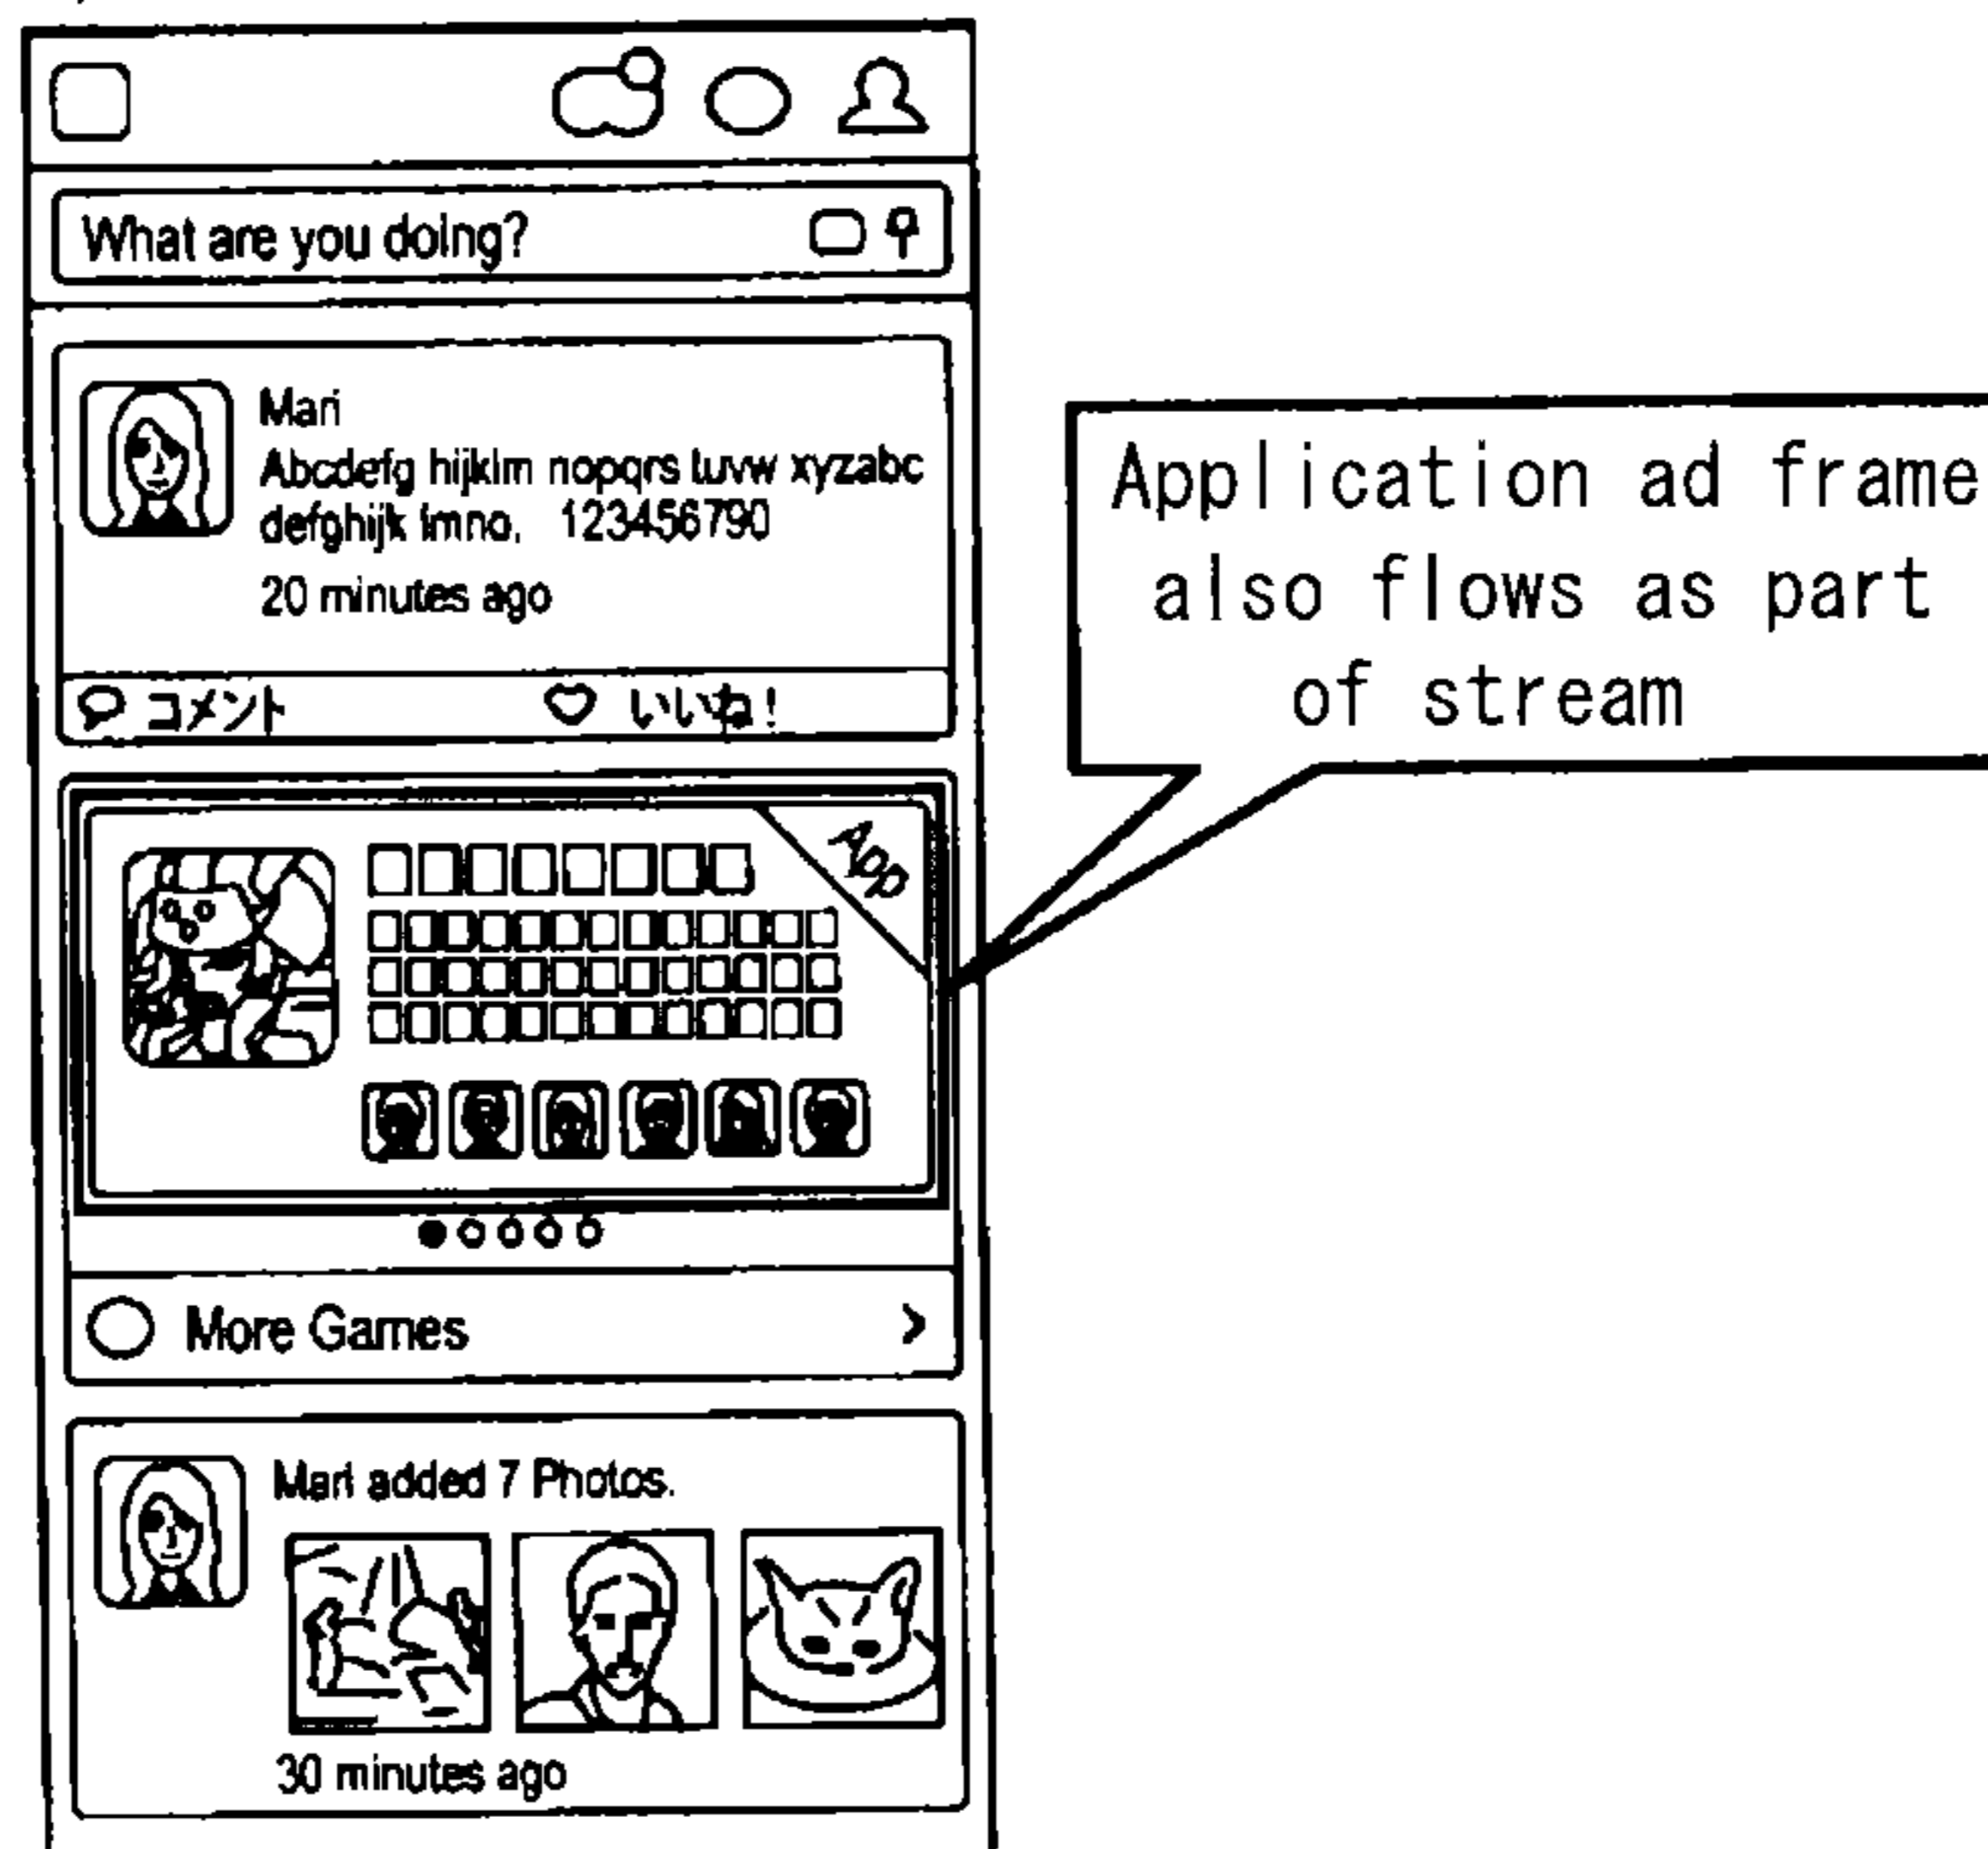 What are you doing?
Mari
Abcdefg hijklm nopqrs tuvw xyzabc
defghijk lmno, 123456790
20 minutes ago
コメント いいね!
Application ad frame
also flows as part
of stream
App
More Games
Mari added 7 Photos.
30 minutes ago